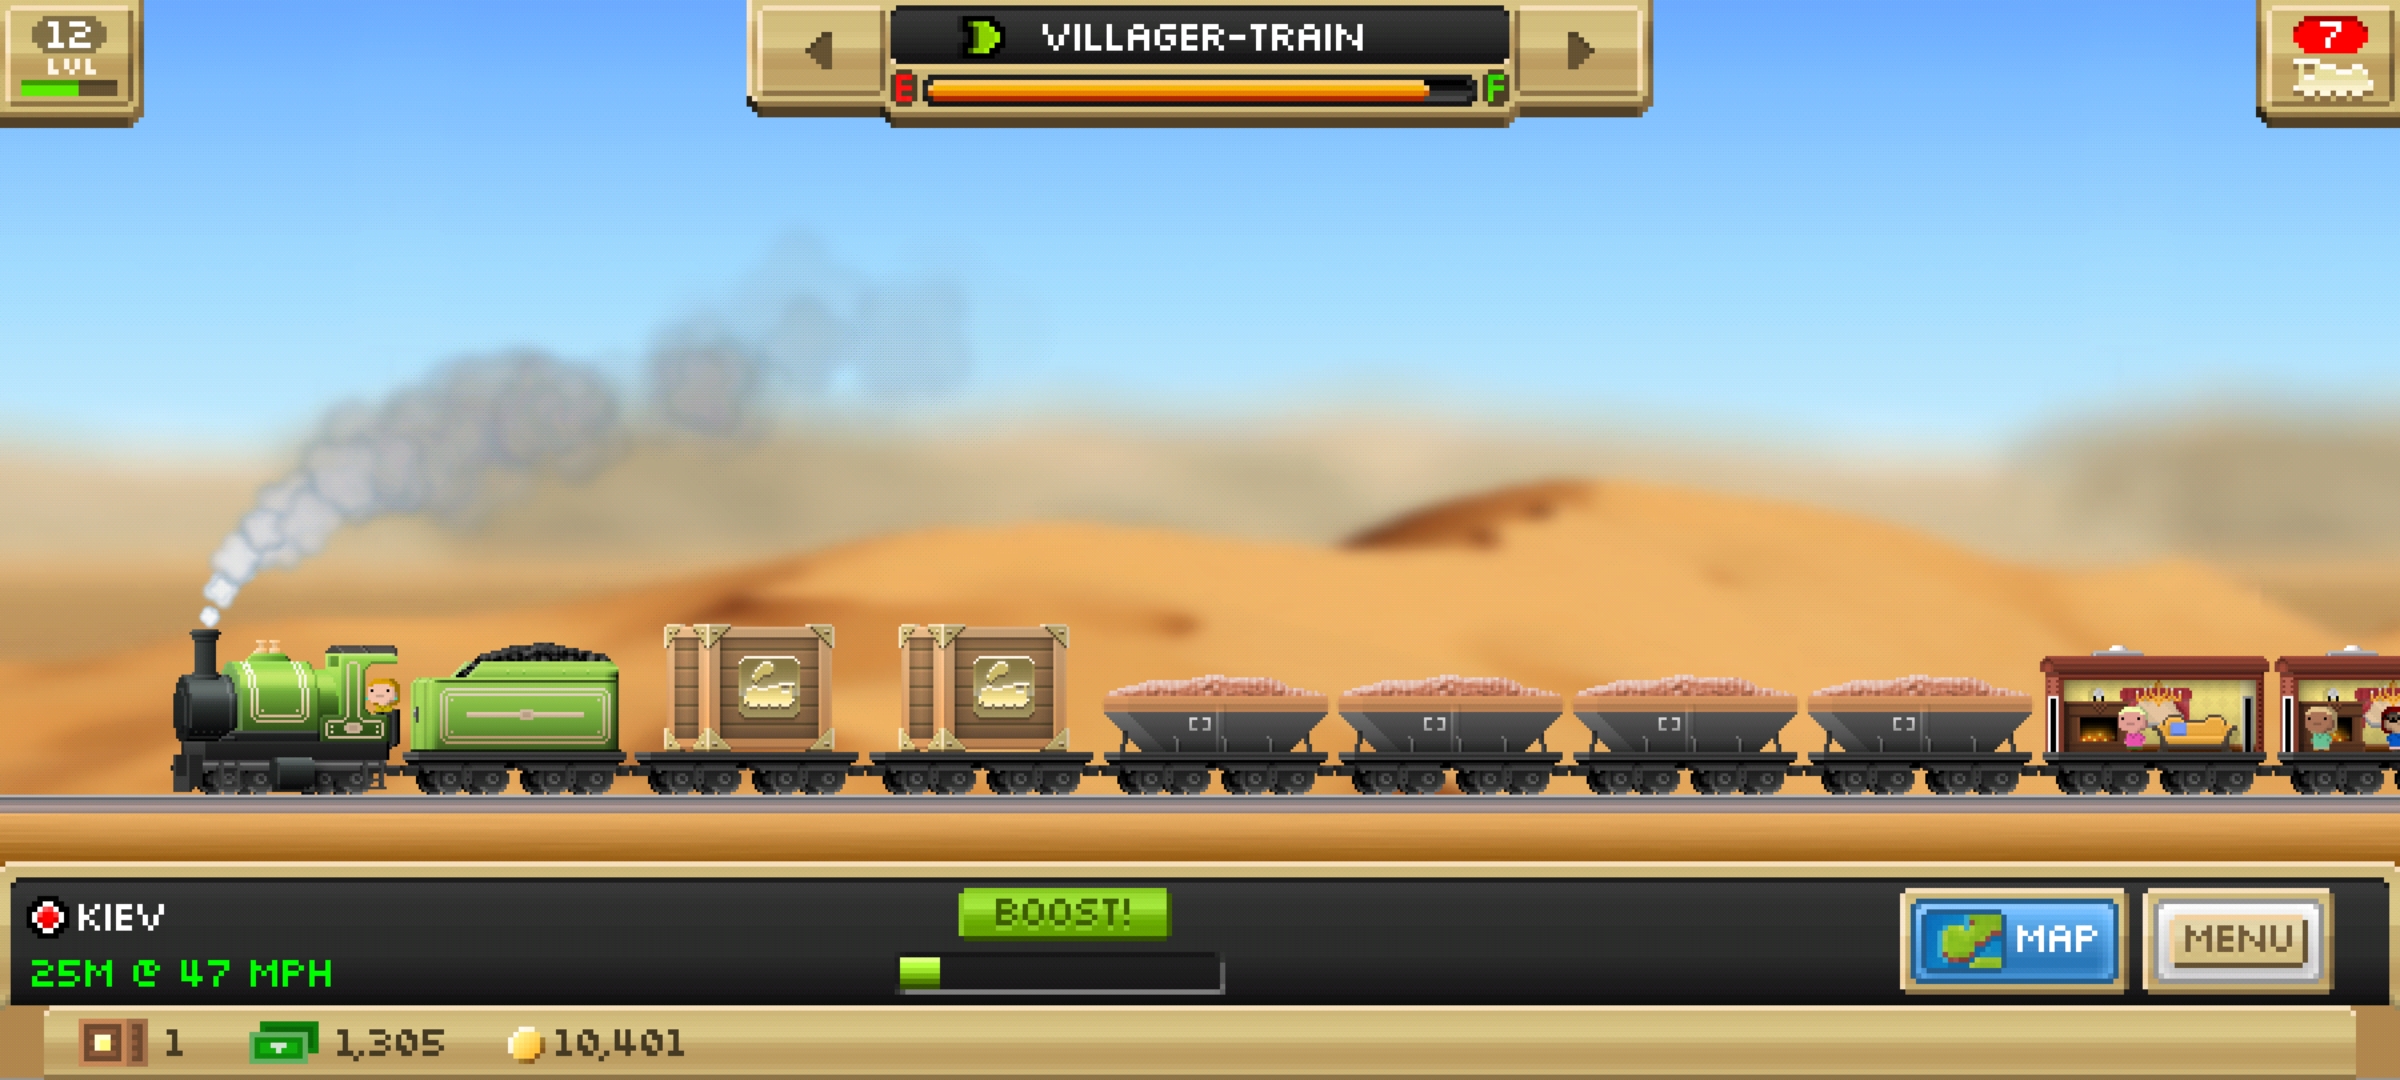 12
LVL
VILLAGER-TRAIN
E F
7
KIEV
BOOST!
25M @ 47 MPH
MAP
MENU
1 1,305 10,401